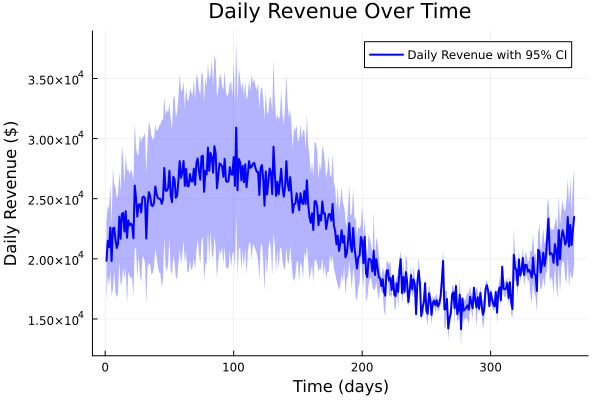 Daily Revenue Over Time
Daily Revenue with 95% CI
Daily Revenue ($)
3.50×10⁴
3.00×10⁴
2.50×10⁴
2.00×10⁴
1.50×10⁴
0 100 200 300
Time (days)